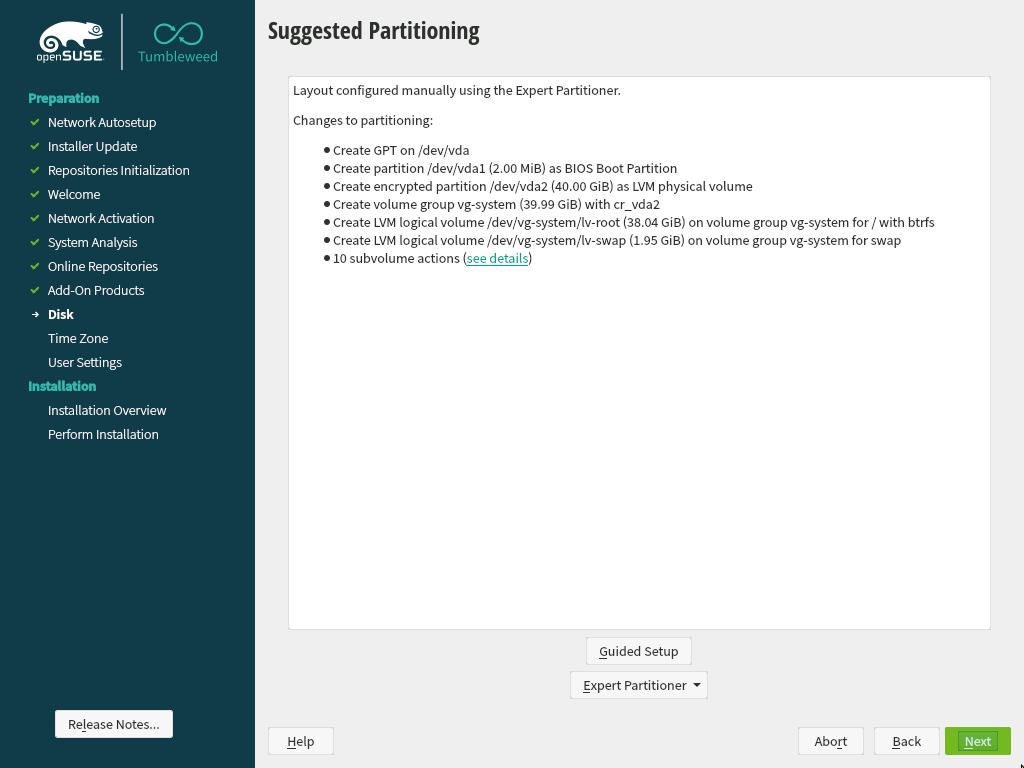 openSUSE
Tumbleweed
Preparation
Network Autosetup
Installer Update
Repositories Initialization
Welcome
Network Activation
System Analysis
Online Repositories
Add-On Products
Disk
Time Zone
User Settings
Installation
Installation Overview
Perform Installation
Release Notes...
Suggested Partitioning
Layout configured manually using the Expert Partitioner.
Changes to partitioning:
Create GPT on /dev/vda
Create partition /dev/vda1 (2.00 MiB) as BIOS Boot Partition
Create encrypted partition /dev/vda2 (40.00 GiB) as LVM physical volume
Create volume group vg-system (39.99 GiB) with cr_vda2
Create LVM logical volume /dev/vg-system/lv-root (38.04 GiB) on volume group vg-system for / with btrfs
Create LVM logical volume /dev/vg-system/lv-swap (1.95 GiB) on volume group vg-system for swap
10 subvolume actions (see details)
Guided Setup
Expert Partitioner
Help
Abort
Back
Next